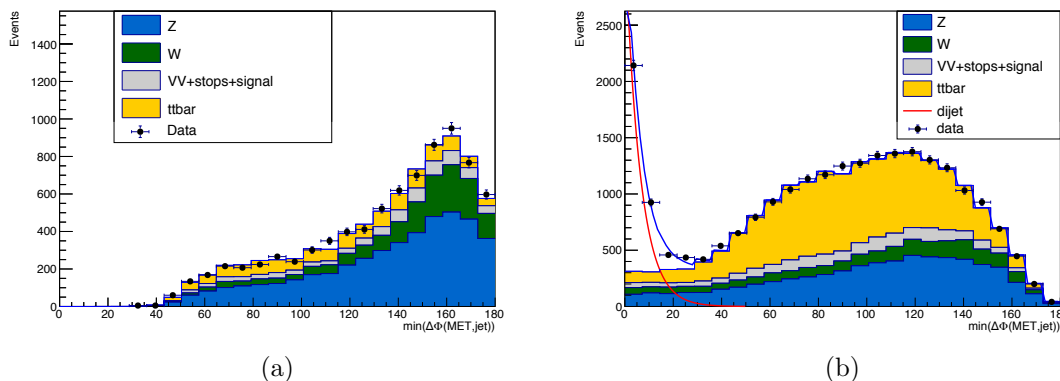 Events
1400
1200
1000
800
600
400
200
0
0 20 40 60 80 100 120 140 160 180
min(ΔΦ(MET,jet))
Z
W
VV+stops+signal
ttbar
Data
(a)
Events
2500
2000
1500
1000
500
0
0 20 40 60 80 100 120 140 160 180
min(ΔΦ(MET,jet))
Z
W
VV+stops+signal
ttbar
dijet
data
(b)